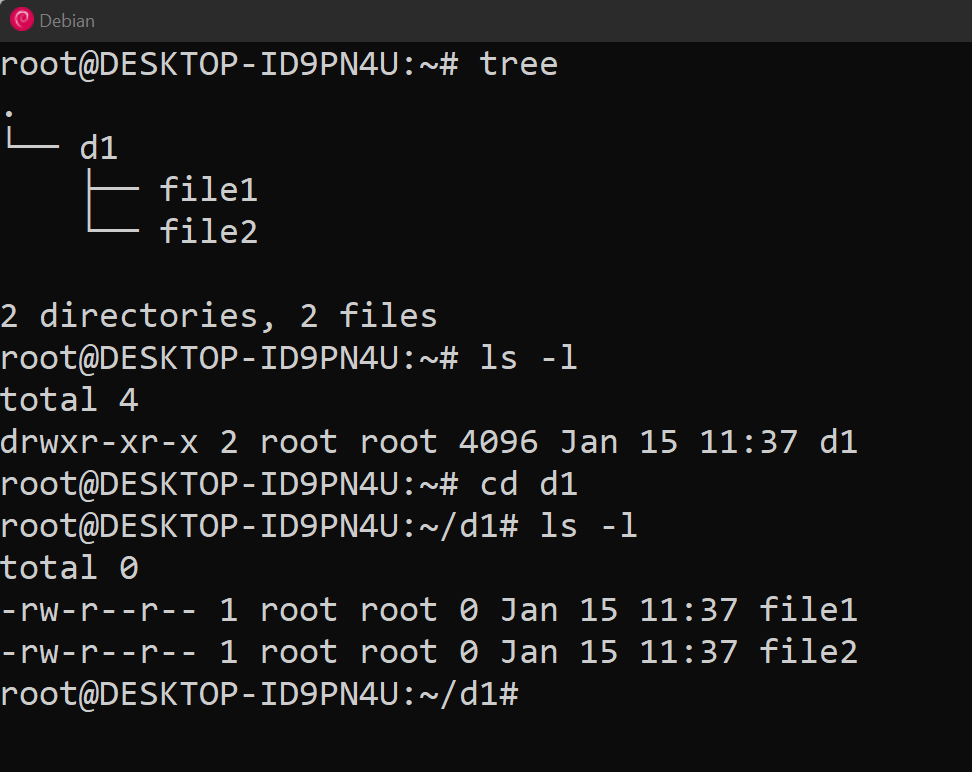 Debian
root@DESKTOP-ID9PN4U:~# tree
.
└── d1
    ├── file1
    └── file2

2 directories, 2 files
root@DESKTOP-ID9PN4U:~# ls -l
total 4
drwxr-xr-x 2 root root 4096 Jan 15 11:37 d1
root@DESKTOP-ID9PN4U:~# cd d1
root@DESKTOP-ID9PN4U:~/d1# ls -l
total 0
-rw-r--r-- 1 root root 0 Jan 15 11:37 file1
-rw-r--r-- 1 root root 0 Jan 15 11:37 file2
root@DESKTOP-ID9PN4U:~/d1#